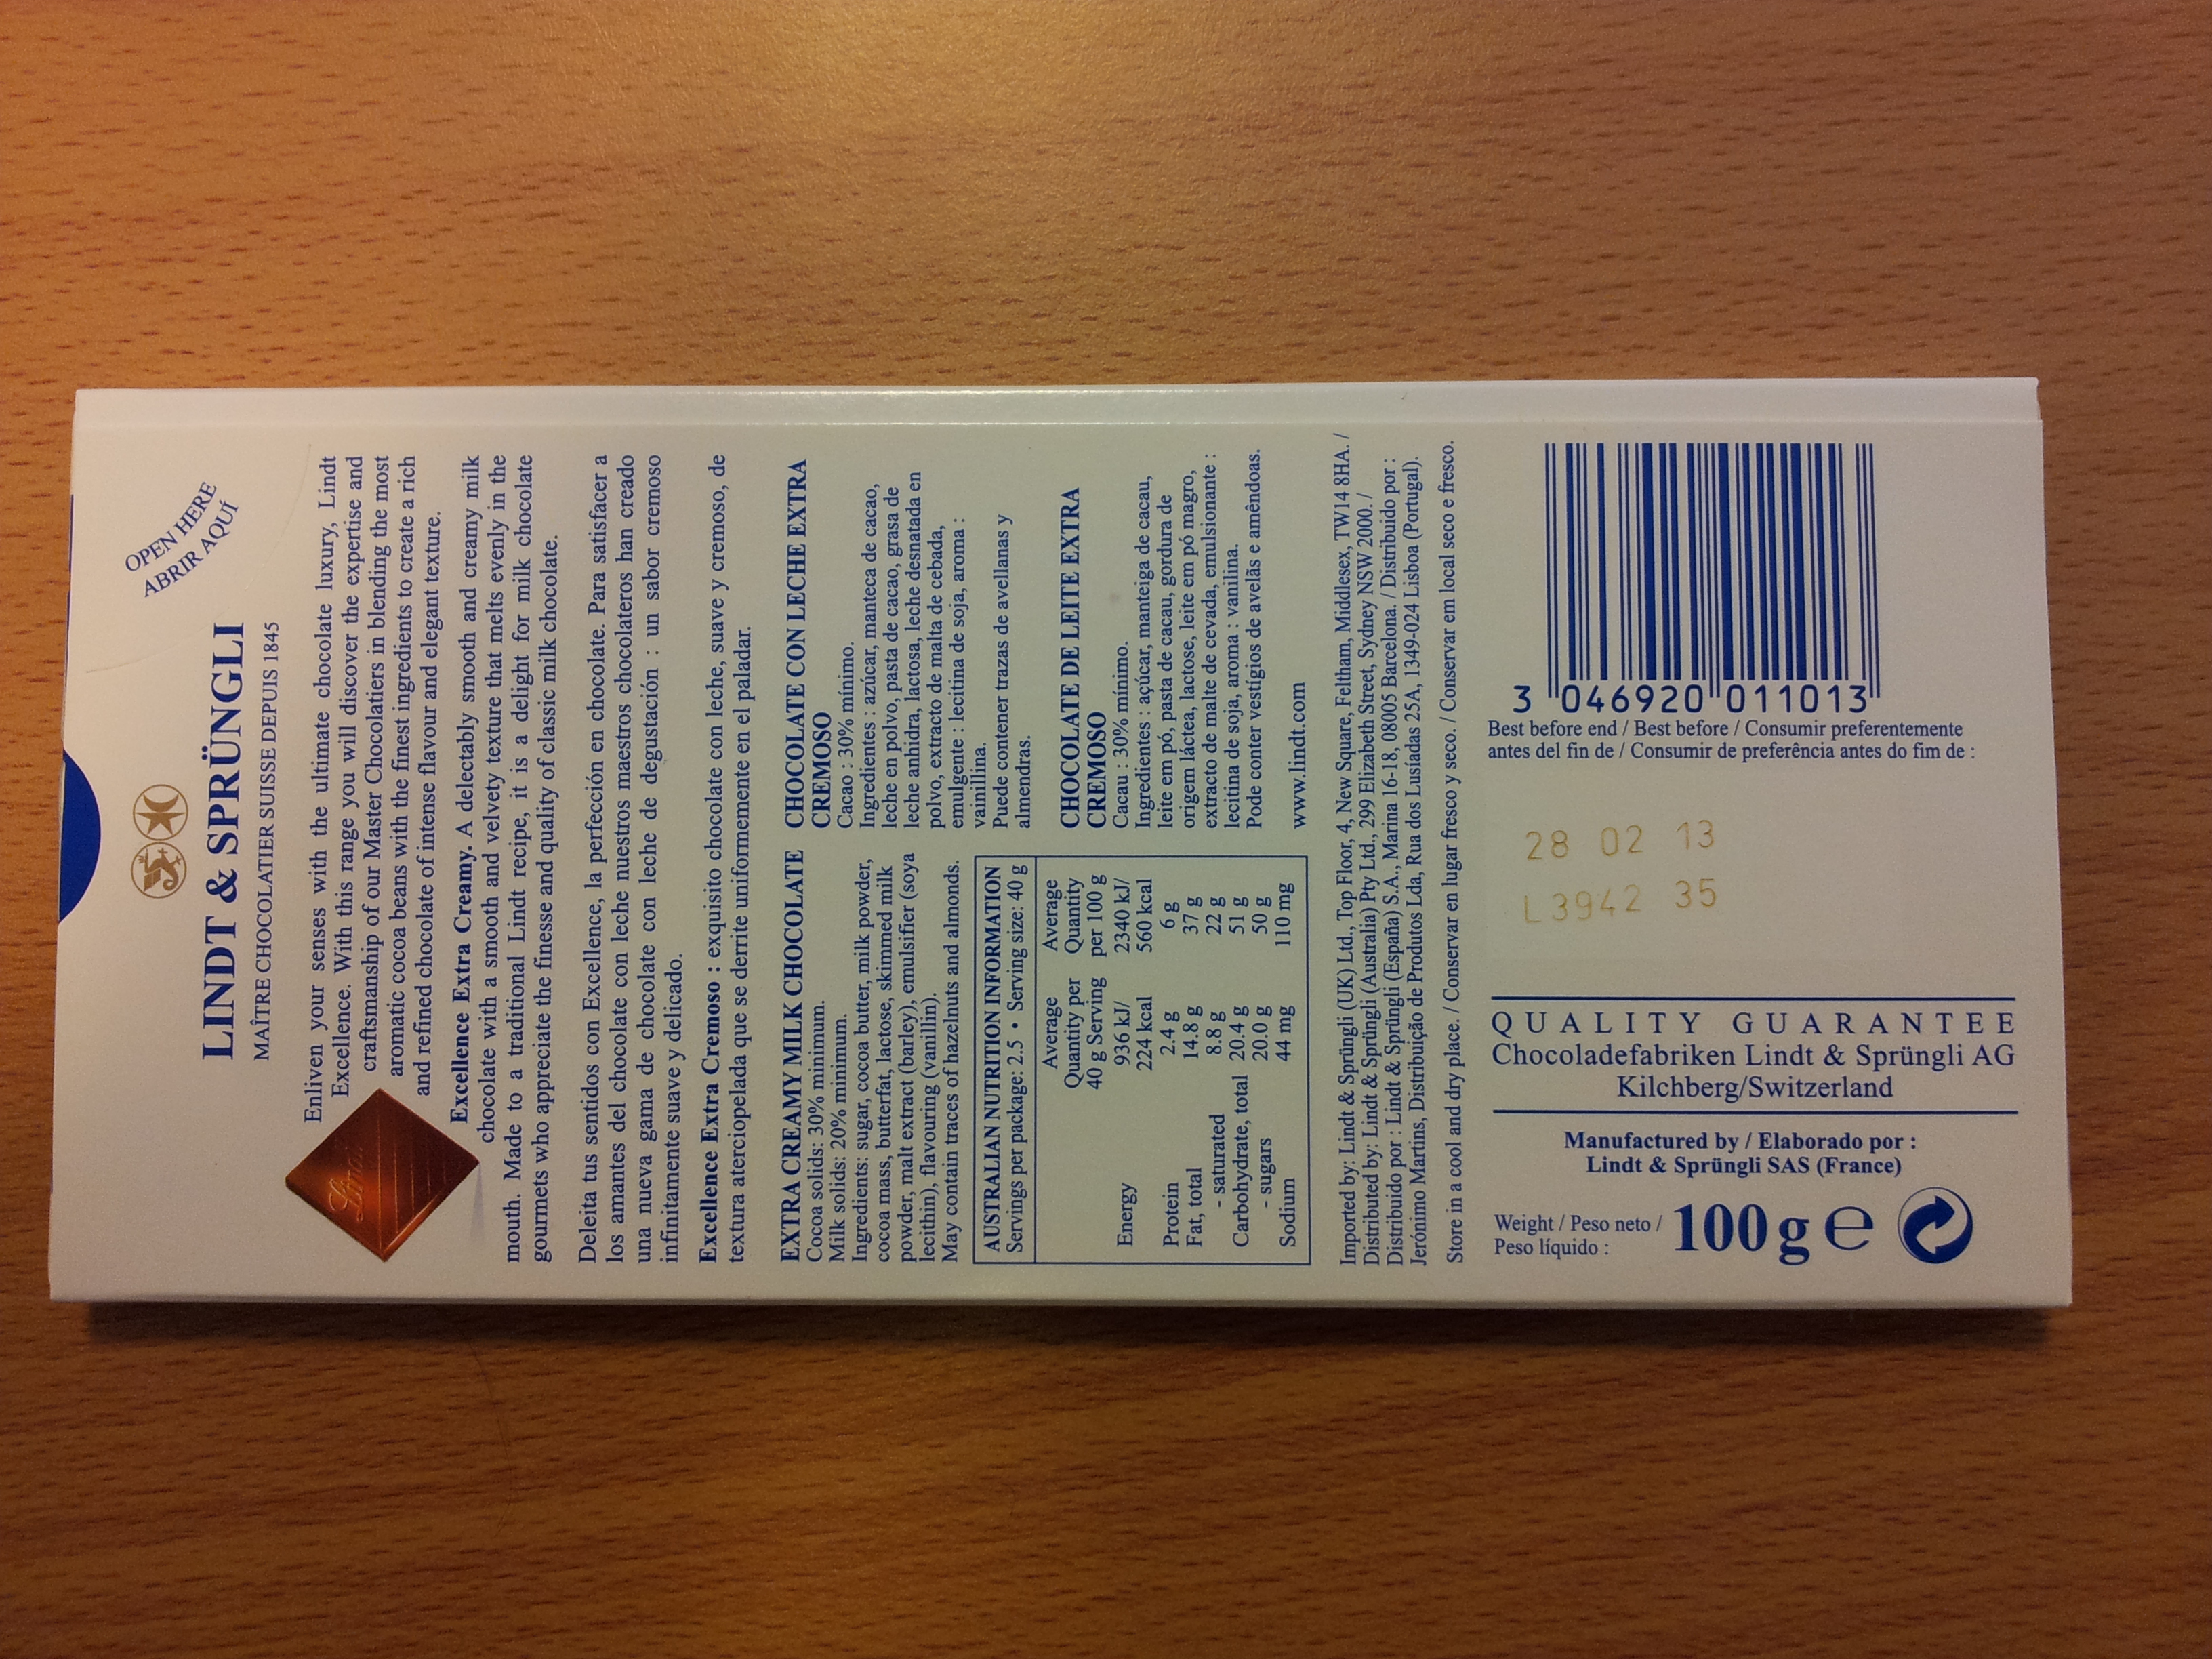 OPEN HERE
ABRIR AQUÍ
LINDT & SPRÜNGLI
MAÎTRE CHOCOLATIER SUISSE DEPUIS 1845
Enliven your senses with the ultimate chocolate luxury, Lindt
Excellence. With this range you will discover the expertise and
craftsmanship of our Master Chocolatiers in blending the most
aromatic cocoa beans with the finest ingredients to create a rich
and refined chocolate of intense flavour and elegant texture.
Excellence Extra Creamy. A delectably smooth and creamy milk
chocolate with a smooth and velvety texture that melts evenly in the
mouth. Made to a traditional Lindt recipe, it is a delight for milk chocolate
gourmets who appreciate the finesse and quality of classic milk chocolate.
Lindt
Deleita tus sentidos con Excellence, la perfección en chocolate. Para satisfacer a
los amantes del chocolate con leche nuestros maestros chocolateros han creado
una nueva gama de chocolate con leche de degustación : un sabor cremoso
infinitamente suave y delicado.
Excellence Extra Cremoso : exquisito chocolate con leche, suave y cremoso, de
textura aterciopelada que se derrite uniformemente en el paladar.
EXTRA CREAMY MILK CHOCOLATE
Cocoa solids: 30% minimum.
Milk solids: 20% minimum.
Ingredients: sugar, cocoa butter, milk powder,
cocoa mass, butterfat, lactose, skimmed milk
powder, malt extract (barley), emulsifier (soya
lecithin), flavouring (vanillin).
May contain traces of hazelnuts and almonds.
AUSTRALIAN NUTRITION INFORMATION
Servings per package: 2.5 • Serving size: 40 g
Average Average
Quantity per Quantity
40 g Serving per 100 g
Energy 936 kJ/ 2340 kJ/
224 kcal 560 kcal
Protein 2.4 g 6 g
Fat, total 14.8 g 37 g
- saturated 8.8 g 22 g
Carbohydrate, total 20.4 g 51 g
- sugars 20.0 g 50 g
Sodium 44 mg 110 mg
CHOCOLATE CON LECHE EXTRA
CREMOSO
Cacao : 30% mínimo.
Ingredientes : azúcar, manteca de cacao,
leche en polvo, pasta de cacao, grasa de
leche anhidra, lactosa, leche desnatada en
polvo, extracto de malta de cebada,
emulgente : lecitina de soja, aroma :
vainillina.
Puede contener trazas de avellanas y
almendras.
CHOCOLATE DE LEITE EXTRA
CREMOSO
Cacau : 30% mínimo.
Ingredientes : açúcar, manteiga de cacau,
leite em pó, pasta de cacau, gordura de
origem láctea, lactose, leite em pó magro,
extracto de malte de cevada, emulsionante :
lecitina de soja, aroma : vanilina.
Pode conter vestígios de avelãs e amêndoas.
www.lindt.com
Imported by: Lindt & Sprüngli (UK) Ltd., Top Floor, 4, New Square, Feltham, Middlesex, TW14 8HA. /
Distributed by: Lindt & Sprüngli (Australia) Pty Ltd., 299 Elizabeth Street, Sydney NSW 2000. /
Distribuido por : Lindt & Sprüngli (España) S.A., Marina 16-18, 08005 Barcelona. / Distribuido por :
Jerónimo Martins, Distribuição de Produtos Lda, Rua dos Lusíadas 25A, 1349-024 Lisboa (Portugal).
Store in a cool and dry place. / Conservar en lugar fresco y seco. / Conservar em local seco e fresco.
3 046920 011013
Best before end / Best before / Consumir preferentemente
antes del fin de / Consumir de preferência antes do fim de :
28 02 13
L3942 35
QUALITY GUARANTEE
Chocoladefabriken Lindt & Sprüngli AG
Kilchberg/Switzerland
Manufactured by / Elaborado por :
Lindt & Sprüngli SAS (France)
Weight / Peso neto /
Peso líquido :
100 g e